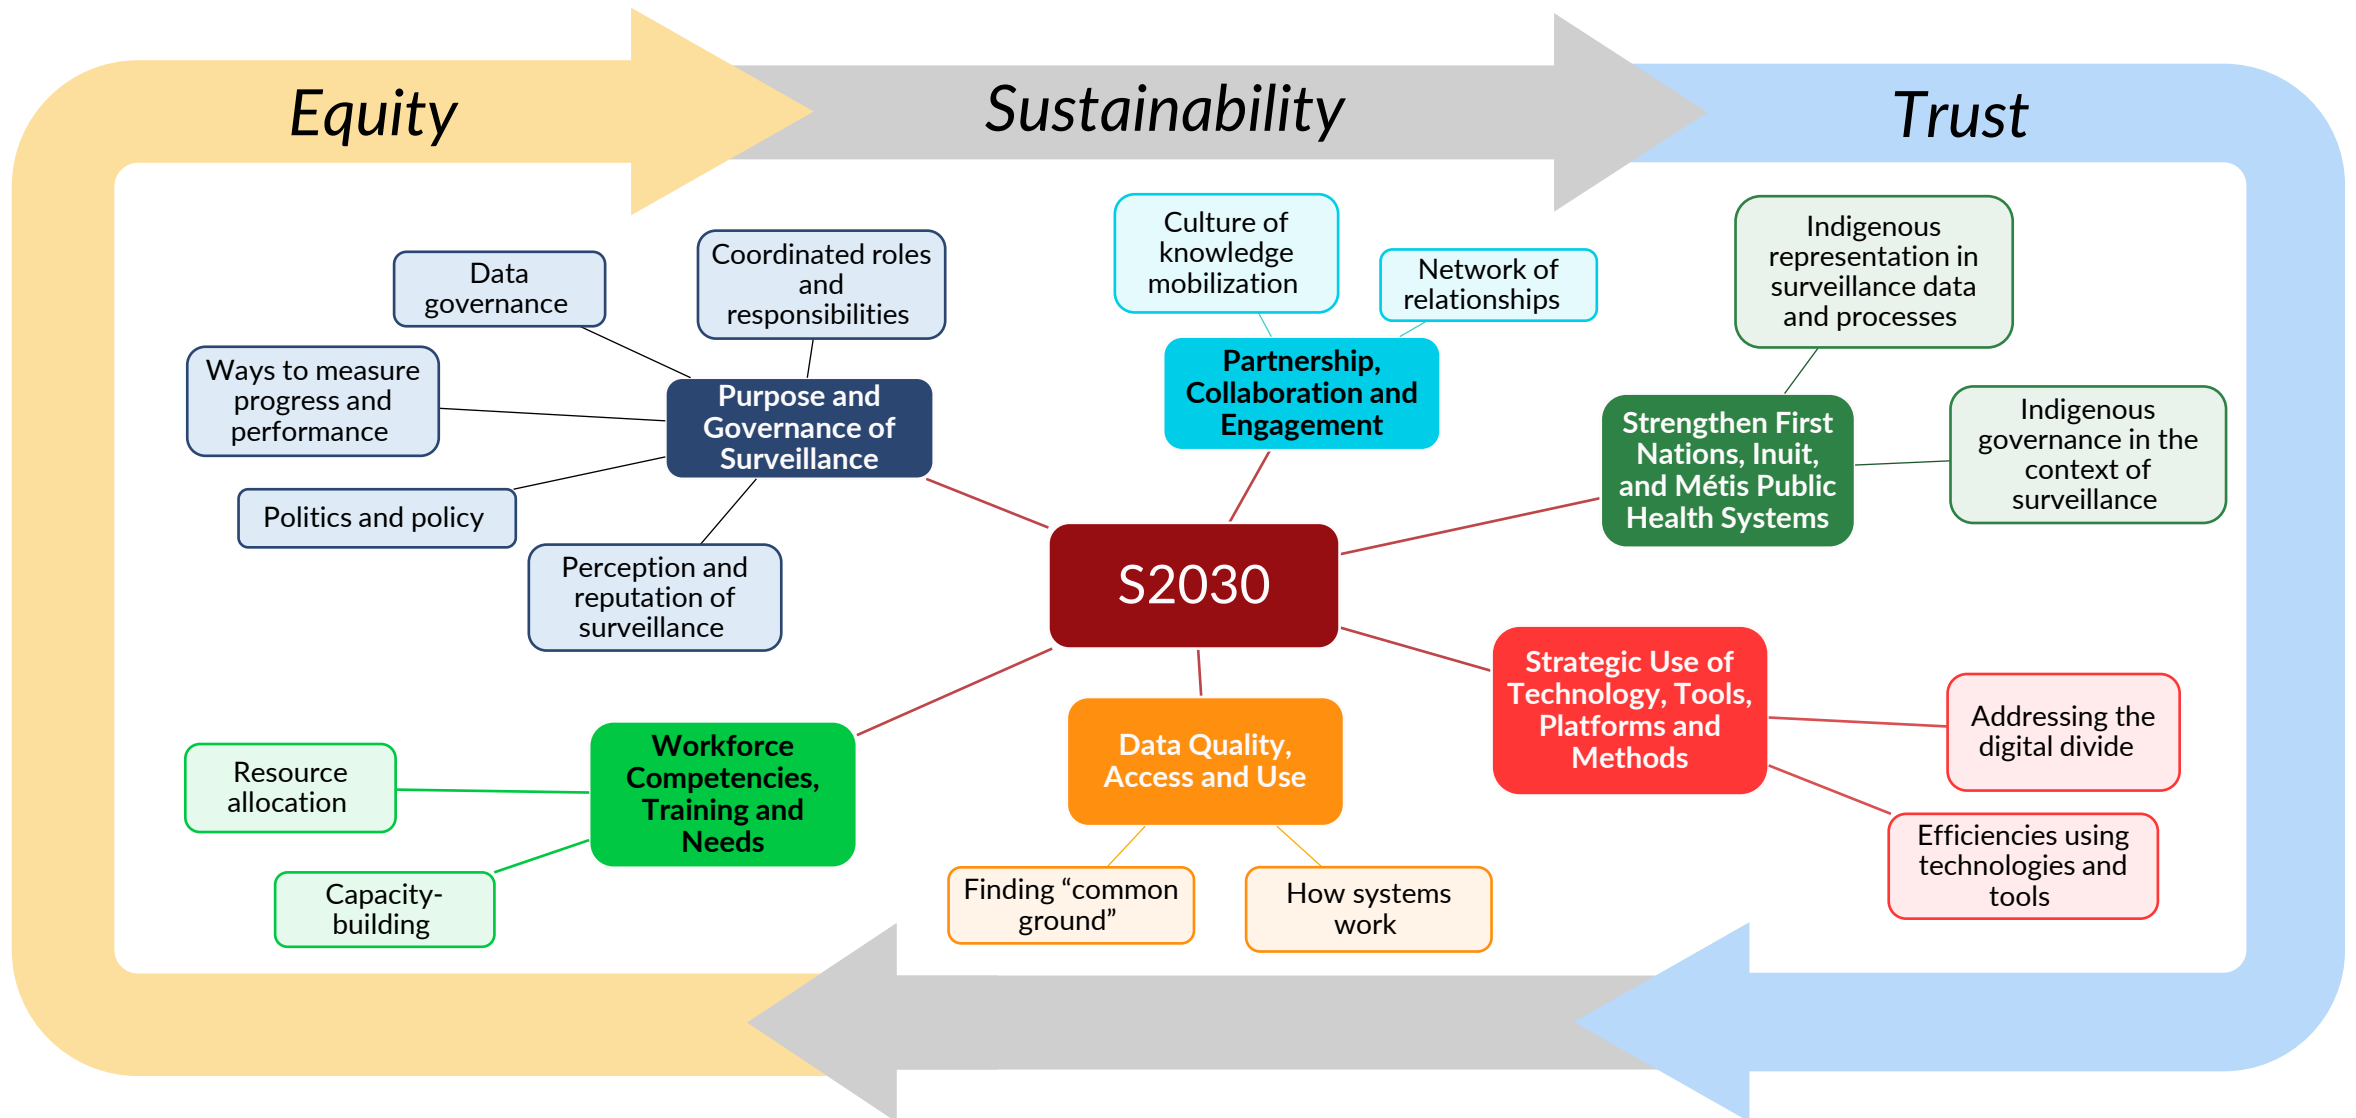 Equity
Sustainability
Trust
Data
governance
Coordinated roles
and
responsibilities
Ways to measure
progress and
performance
Purpose and
Governance of
Surveillance
Politics and policy
Perception and
reputation of
surveillance
Culture of
knowledge
mobilization
Network of
relationships
Partnership,
Collaboration and
Engagement
Indigenous
representation in
surveillance data
and processes
Strengthen First
Nations, Inuit,
and Métis Public
Health Systems
Indigenous
governance in the
context of
surveillance
S2030
Resource
allocation
Workforce
Competencies,
Training and
Needs
Capacity-
building
Data Quality,
Access and Use
Finding “common
ground”
How systems
work
Strategic Use of
Technology, Tools,
Platforms and
Methods
Addressing the
digital divide
Efficiencies using
technologies and
tools